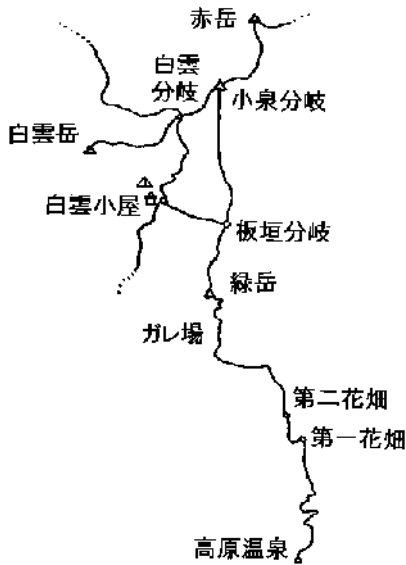 赤岳
白雲
分岐
小泉分岐
白雲岳
白雲小屋
板垣分岐
緑岳
ガレ場
第二花畑
第一花畑
高原温泉